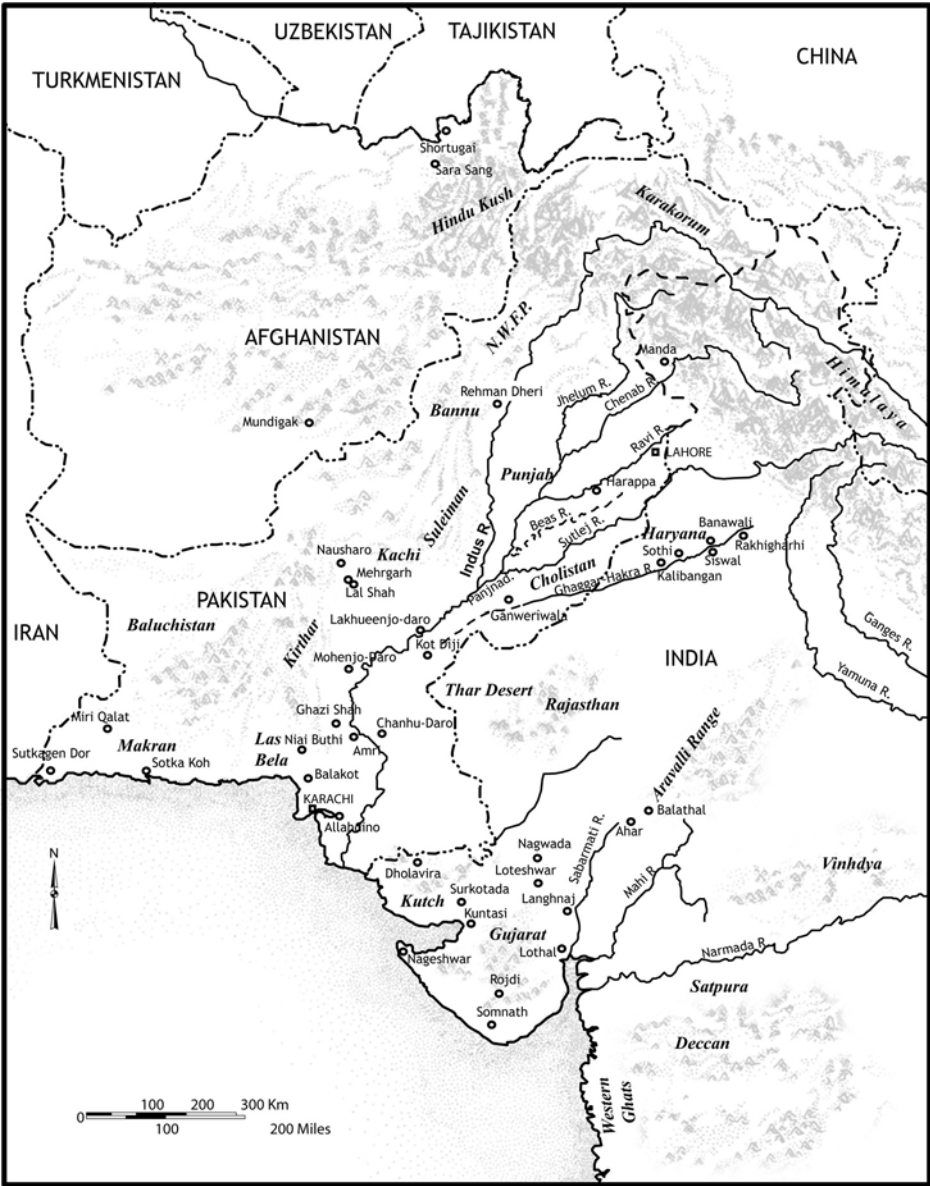 UZBEKISTAN
TAJIKISTAN
CHINA
TURKMENISTAN
Shortugai
Sara Sang
Hindu Kush
Karakorum
N.W.F.P.
AFGHANISTAN
Manda
Himalaya
Rehman Dheri
Jhelum R.
Chenab R.
Bannu
Mundigak
Ravi R.
LAHORE
Punjab
Harappa
Suleiman
Indus R.
Beas R.
Sutlej R.
Haryana
Banawali
Rakhigharhi
Nausharo
Kachi
Sothi
Siswal
Mehrgarh
Lal Shah
Cholistan
Kalibangan
Panjnad.
Ghaggar-Hakra R.
PAKISTAN
Ganweriwala
Lakhueenjo-daro
IRAN
Baluchistan
Kirthar
Kot Diji
Ganges R.
Mohenjo-Daro
INDIA
Yamuna R.
Thar Desert
Rajasthan
Miri Qalat
Ghazi Shah
Chanhu-Daro
Makran
Las
Bela
Niai Buthi
Amri
Sutkagen Dor
Sotka Koh
Balakot
Aravalli Range
KARACHI
Allahdino
Balathal
Ahar
Sabarmati R.
Nagwada
Dholavira
Loteshwar
Mahi R.
Vinhdya
Kutch
Surkotada
Langhnaj
Kuntasi
Gujarat
Lothal
Narmada R.
Nageshwar
Satpura
Rojdi
Somnath
Deccan
Western
Ghats
N
0 100 200 300 Km
100 200 Miles